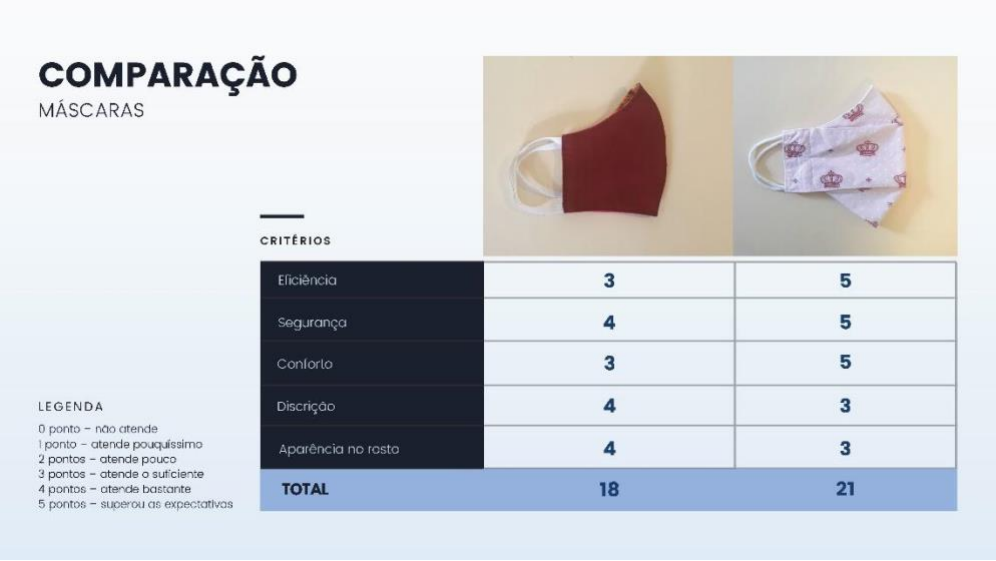 COMPARAÇÃO
MÁSCARAS
CRITÉRIOS
Eficiência 3 5
Segurança 4 5
Conforto 3 5
Discrição 4 3
Aparência no rosto 4 3
TOTAL 18 21
LEGENDA
0 ponto – não atende
1 ponto – atende pouquíssimo
2 pontos – atende pouco
3 pontos – atende o suficiente
4 pontos – atende bastante
5 pontos – superou as expectativas